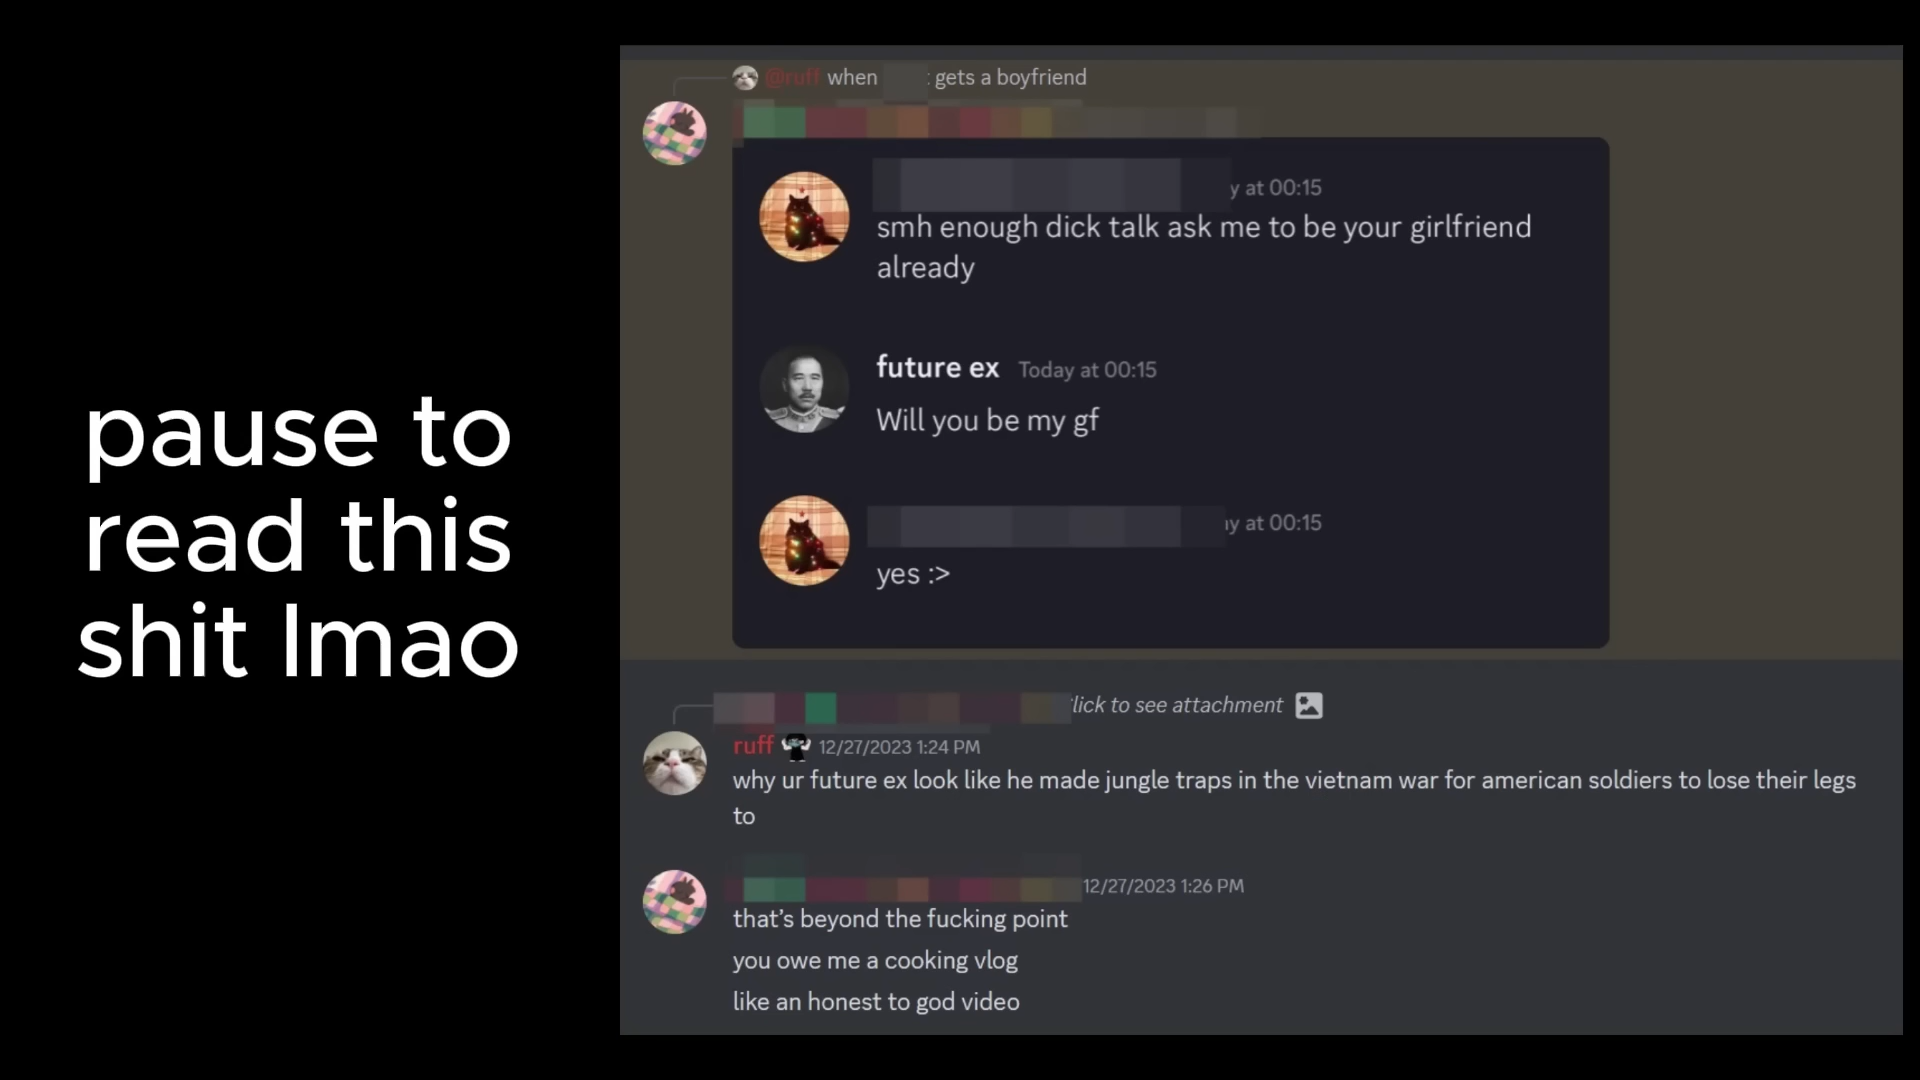 pause to
read this
shit lmao
@ruff when gets a boyfriend
at 00:15
smh enough dick talk ask me to be your girlfriend
already
future ex Today at 00:15
Will you be my gf
at 00:15
yes :>
to see attachment
ruff 12/27/2023 1:24 PM
why ur future ex look like he made jungle traps in the vietnam war for american soldiers to lose their legs
to
12/27/2023 1:26 PM
that's beyond the fucking point
you owe me a cooking vlog
like an honest to god video